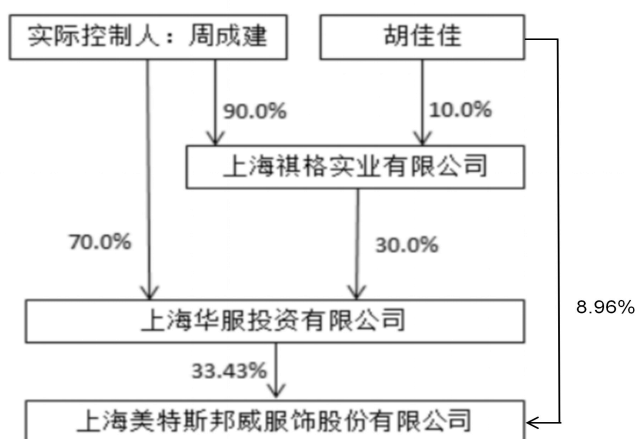 实际控制人：周成建
胡佳佳
90.0%
10.0%
上海祺格实业有限公司
70.0%
30.0%
8.96%
上海华服投资有限公司
33.43%
上海美特斯邦威服饰股份有限公司